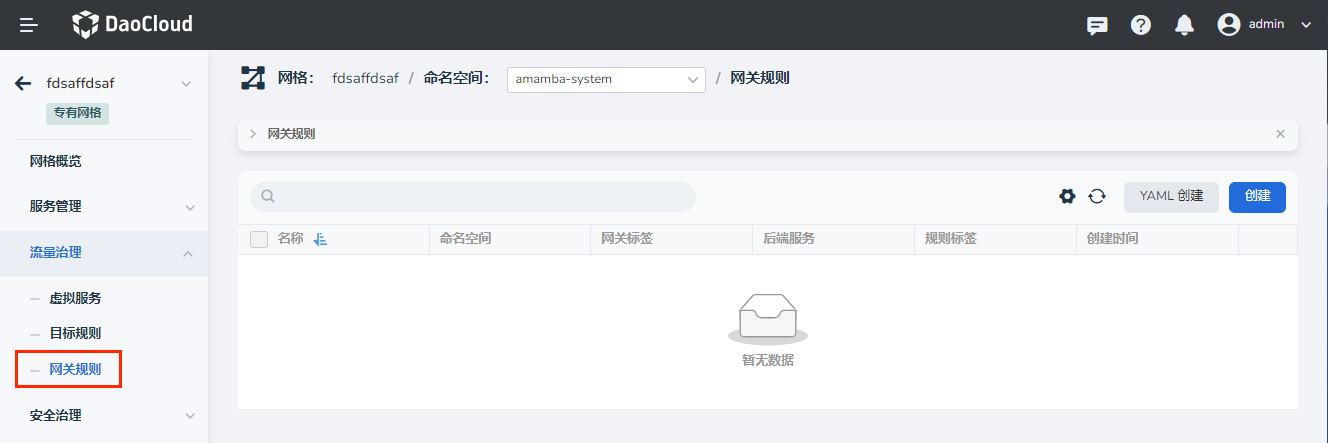 DaoCloud
admin
fdsaffdsaf
专有网格
网格概览
服务管理
流量治理
虚拟服务
目标规则
网关规则
安全治理
网格： fdsaffdsaf / 命名空间： amamba-system / 网关规则
网关规则
YAML 创建 创建
名称 命名空间 网关标签 后端服务 规则标签 创建时间
暂无数据